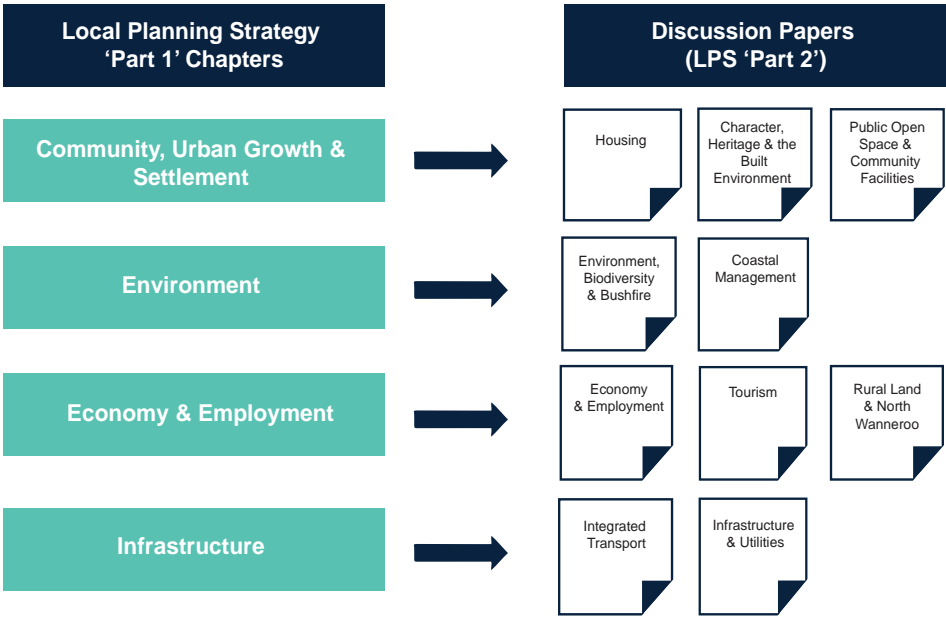 Local Planning Strategy
‘Part 1’ Chapters
Discussion Papers
(LPS ‘Part 2’)
Community, Urban Growth &
Settlement
Housing
Character,
Heritage & the
Built
Environment
Public Open
Space &
Community
Facilities
Environment
Environment,
Biodiversity
& Bushfire
Coastal
Management
Economy & Employment
Economy
& Employment
Tourism
Rural Land
& North
Wanneroo
Infrastructure
Integrated
Transport
Infrastructure
& Utilities